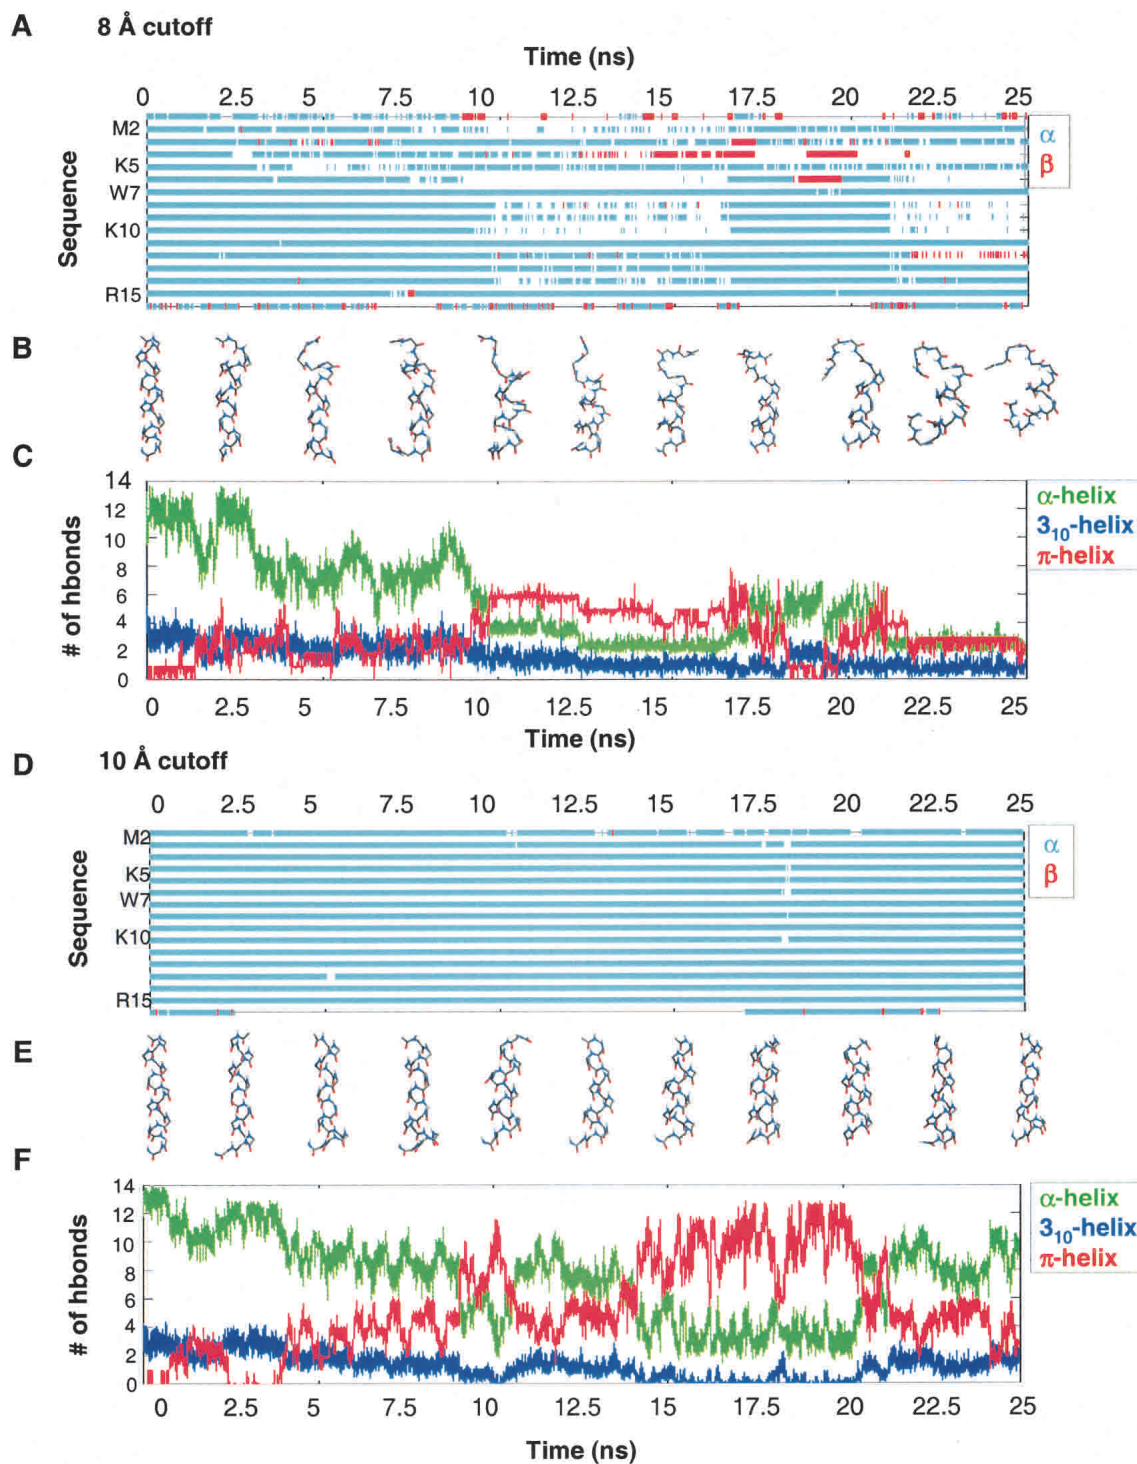 A 8 Å cutoff
Time (ns)
0 2.5 5 7.5 10 12.5 15 17.5 20 22.5 25
Sequence
M2
K5
W7
K10
R15
α
β
B
C
# of hbonds
14
12
10
8
6
4
2
0
α-helix
3₁₀-helix
π-helix
0 2.5 5 7.5 10 12.5 15 17.5 20 22.5 25
Time (ns)
D 10 Å cutoff
0 2.5 5 7.5 10 12.5 15 17.5 20 22.5 25
Sequence
M2
K5
W7
K10
R15
α
β
E
F
# of hbonds
14
12
10
8
6
4
2
0
α-helix
3₁₀-helix
π-helix
0 2.5 5 7.5 10 12.5 15 17.5 20 22.5 25
Time (ns)